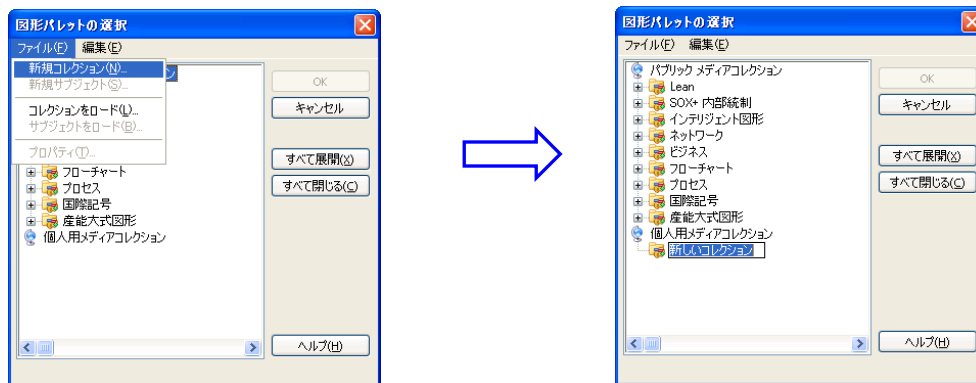 図形パレットの選択
ファイル(F) 編集(E)
新規コレクション(N)...
新規サブジェクト(S)...
コレクションをロード(L)...
サブジェクトをロード(B)...
プロパティ(T)...
フローチャート
プロセス
国際記号
産能大式図形
個人用メディアコレクション
OK
キャンセル
すべて展開(X)
すべて閉じる(C)
ヘルプ(H)
図形パレットの選択
ファイル(F) 編集(E)
パブリック メディアコレクション
Lean
SOX+ 内部統制
インテリジェント図形
ネットワーク
ビジネス
フローチャート
プロセス
国際記号
産能大式図形
個人用メディアコレクション
新しいコレクション
OK
キャンセル
すべて展開(X)
すべて閉じる(C)
ヘルプ(H)